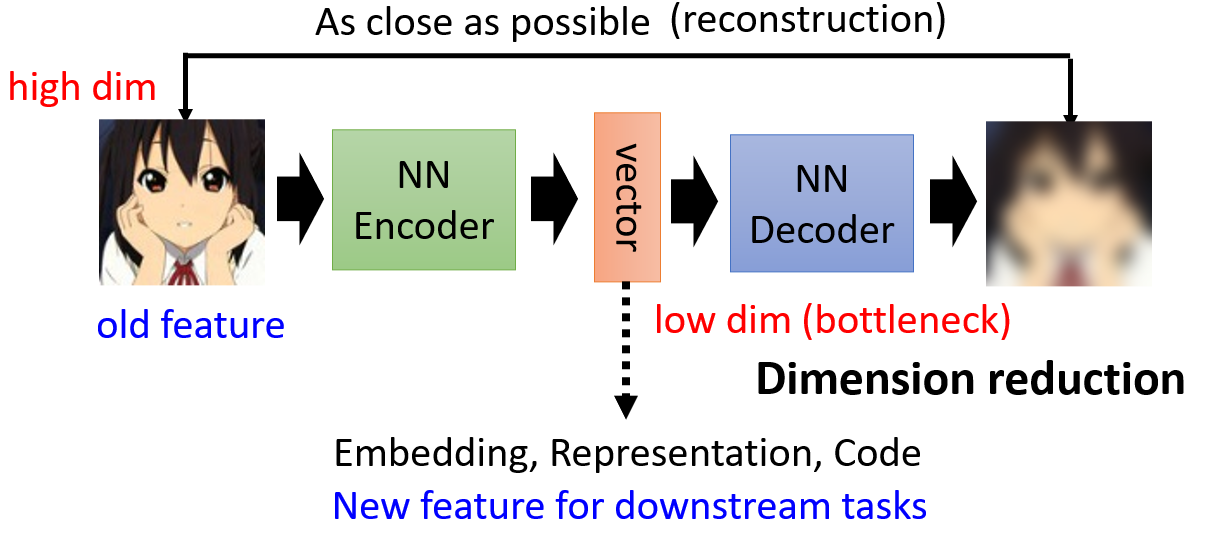 As close as possible (reconstruction)
high dim
NN
Encoder
vector
NN
Decoder
old feature
low dim (bottleneck)
Dimension reduction
Embedding, Representation, Code
New feature for downstream tasks